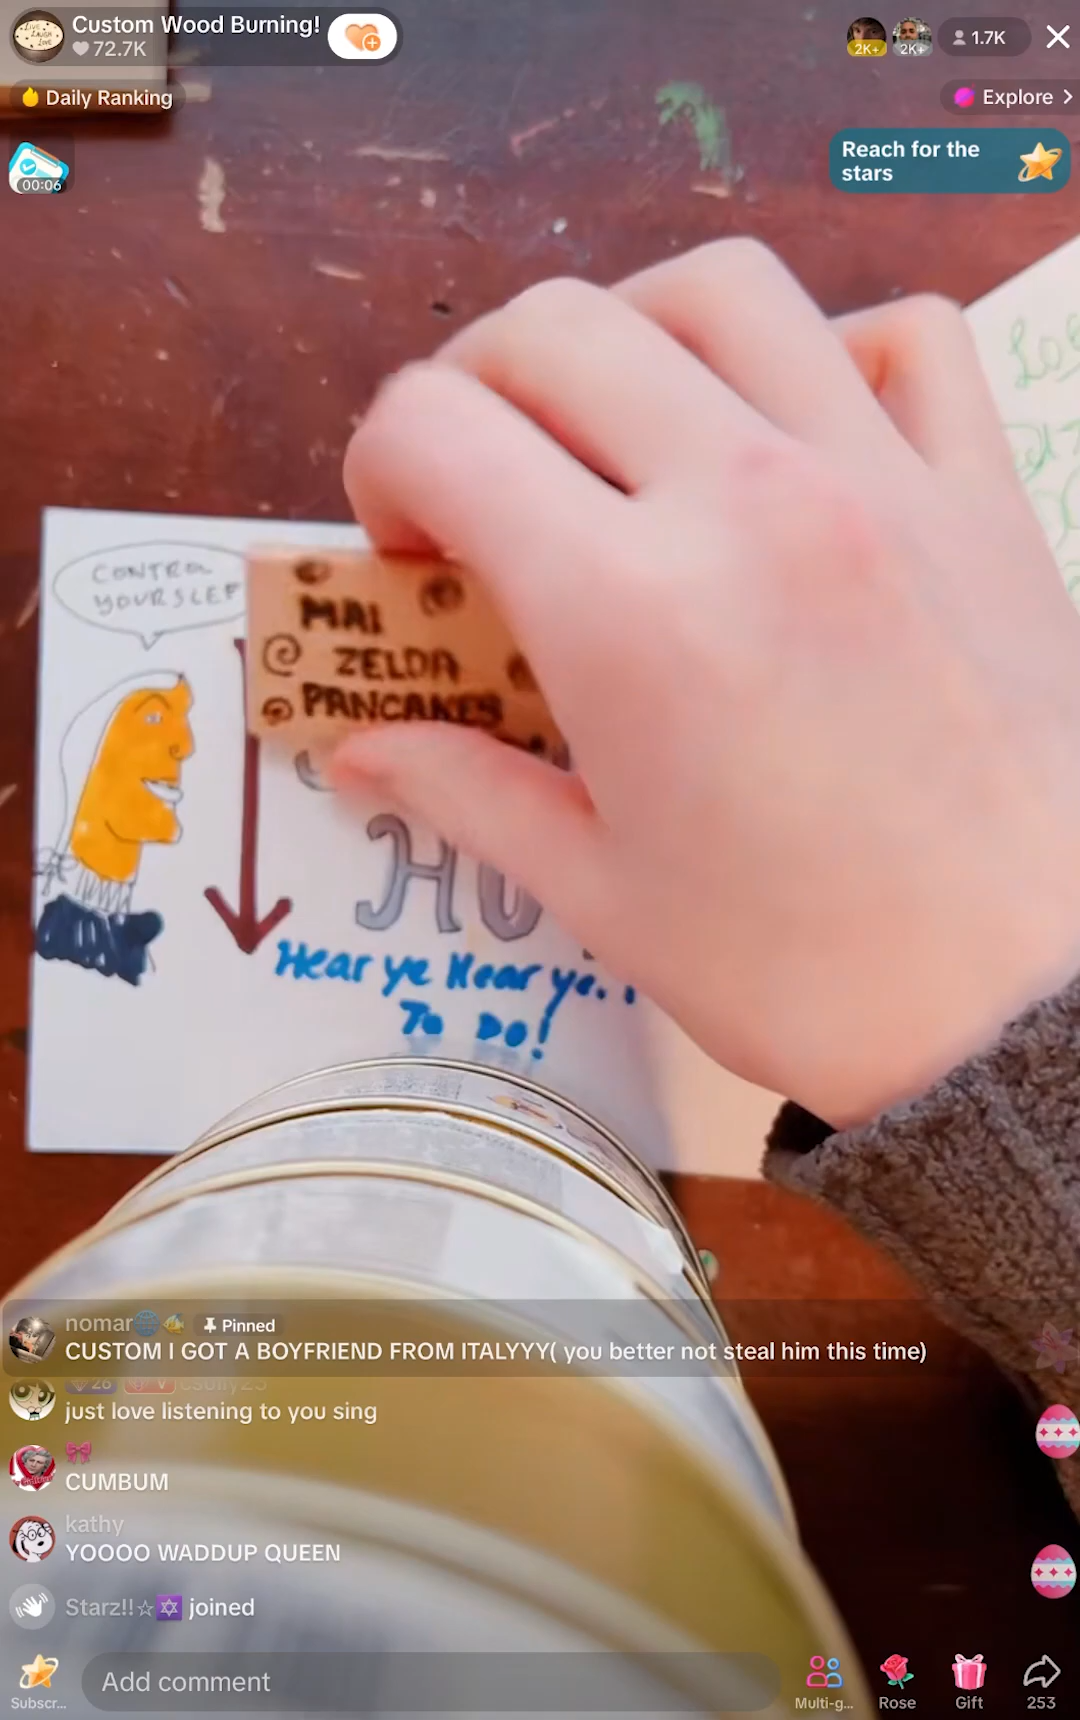 Custom Wood Burning!
72.7K
2K+
2K+
1.7K
Daily Ranking
Explore
00:06
Reach for the
stars
CONTROL
YOURSLEF
MAI
ZELDA
PANCAKES
Hear ye Hear ye..
To Do!
nomar
Pinned
CUSTOM I GOT A BOYFRIEND FROM ITALYYY( you better not steal him this time)
26
just love listening to you sing
CUMBUM
kathy
YOOOO WADDUP QUEEN
Starz!!☆ joined
Add comment
Subscr...
Multi-g...
Rose
Gift
253